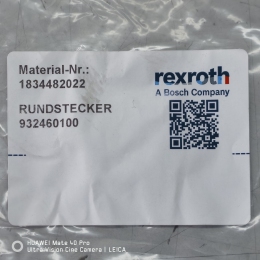 Material-Nr.:
1834482022
rexroth
A Bosch Company
RUNDSTECKER
932460100
HUAWEI Mate 40 Pro
Ultra Vision Cine Camera | LEICA